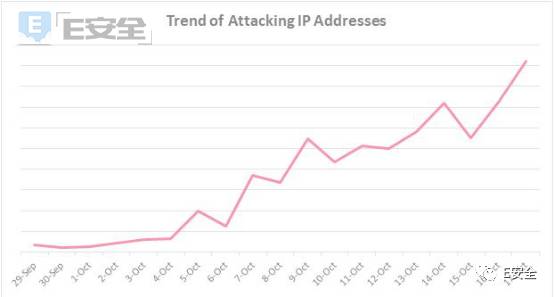 E安全
Trend of Attacking IP Addresses
29-Sep
30-Sep
1-Oct
2-Oct
3-Oct
4-Oct
5-Oct
6-Oct
7-Oct
8-Oct
9-Oct
10-Oct
11-Oct
12-Oct
13-Oct
14-Oct
15-Oct
E安全